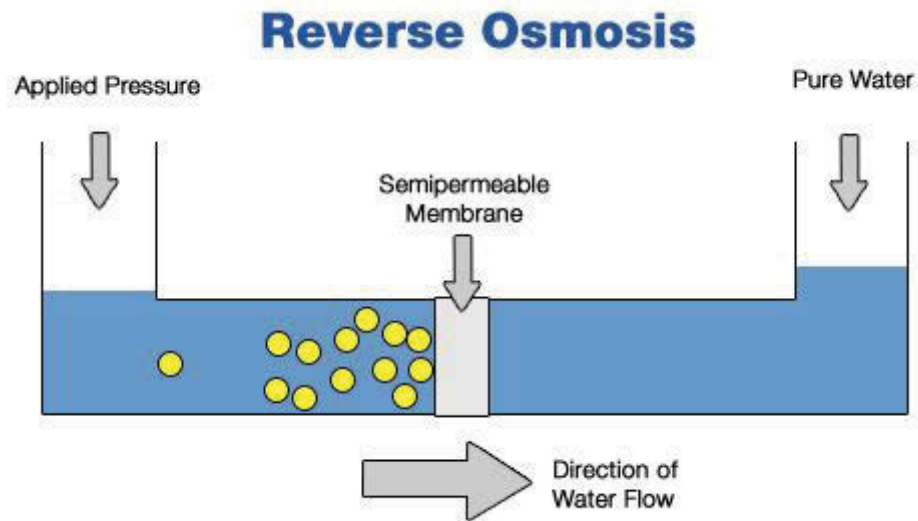 Reverse Osmosis
Applied Pressure
Pure Water
Semipermeable
Membrane
Direction of
Water Flow